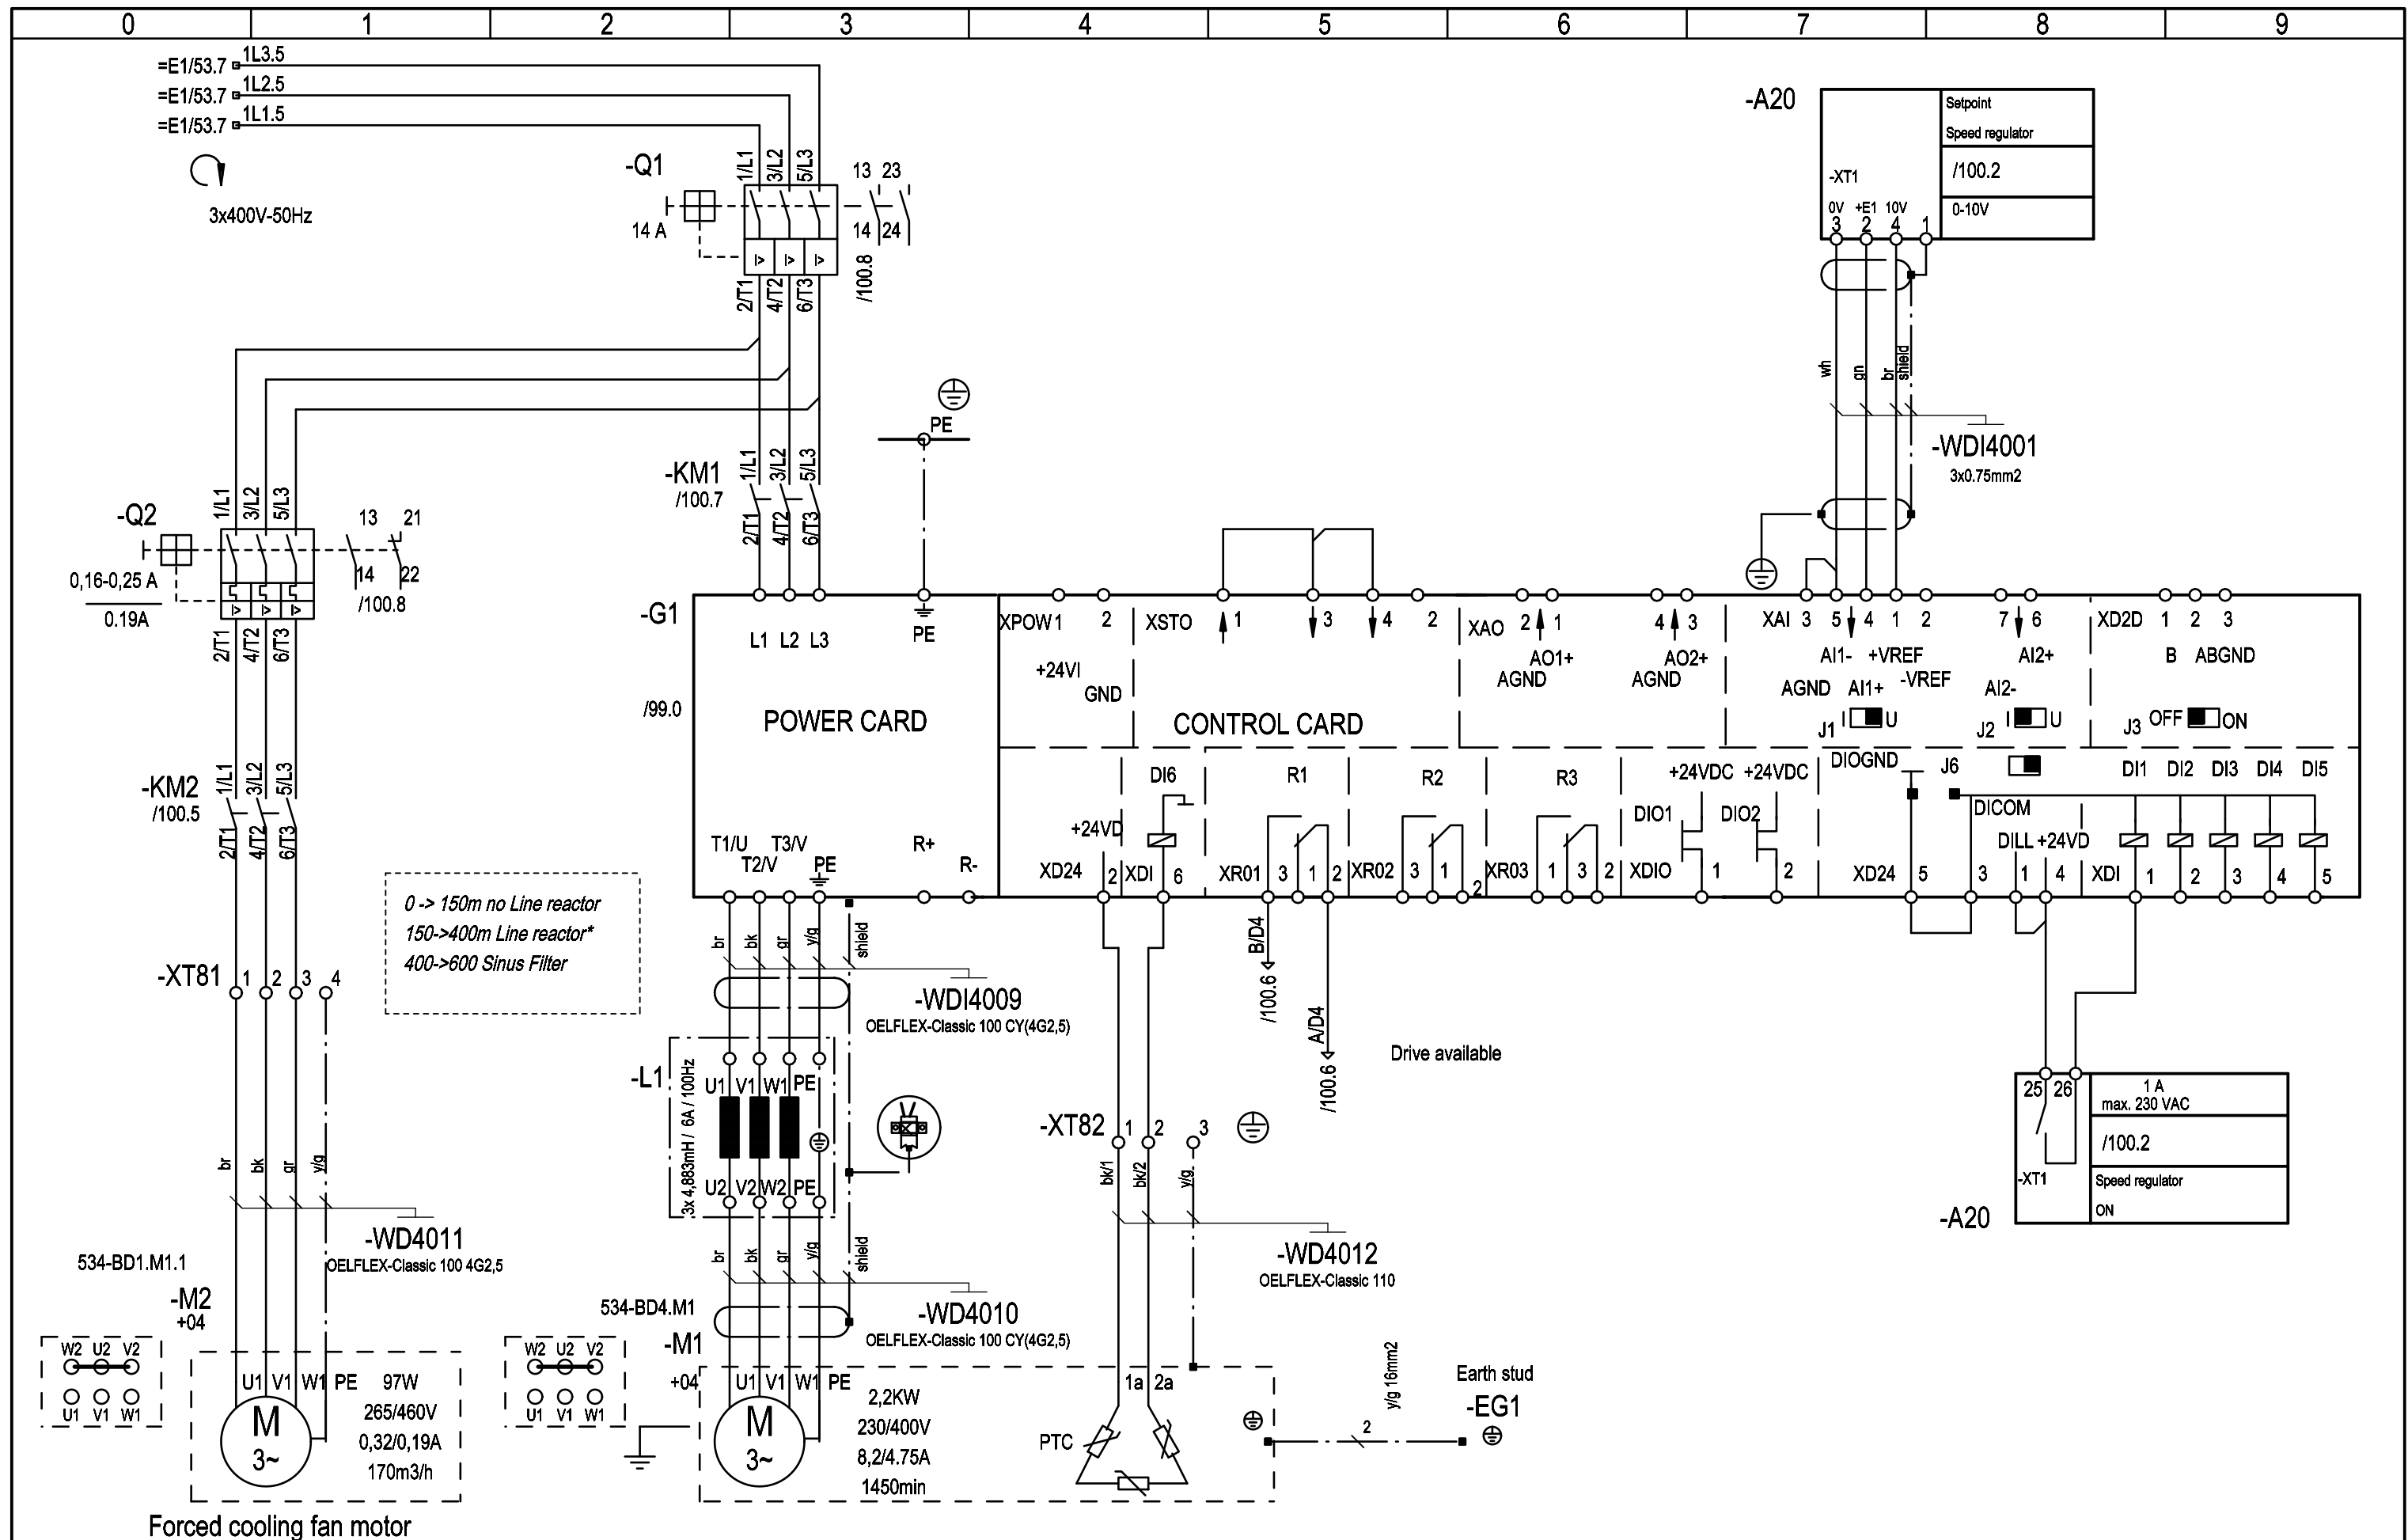 0 1 2 3 4 5 6 7 8 9
=E1/53.7 1L3.5
=E1/53.7 1L2.5
=E1/53.7 1L1.5
3x400V-50Hz
-Q1
14 A
1/L1 3/L2 5/L3
13 23
14 24
I> I> I>
/100.8
2/T1 4/T2 6/T3
-A20
Setpoint
Speed regulator
/100.2
0-10V
-XT1
0V +E1 10V
3 2 4 1
wh gn br shield
-WDI4001
3x0.75mm2
PE
-KM1
/100.7
1/L1 3/L2 5/L3
2/T1 4/T2 6/T3
-Q2
0,16-0,25 A
0.19A
1/L1 3/L2 5/L3
13 21
14 22
/100.8
I> I> I>
2/T1 4/T2 6/T3
-G1
/99.0
L1 L2 L3 PE
POWER CARD
T1/U T3/V
T2/V PE
R+
R-
XPOW1 2
+24VI
GND
XSTO 1 3 4 2
CONTROL CARD
XAO 2 1 4 3
AO1+ AO2+
AGND AGND
XAI 3 5 4 1 2 7 6
AI1- +VREF AI2+
AGND AI1+ -VREF AI2-
J1 I U
J2 I U
XD2D 1 2 3
B ABGND
J3 OFF ON
+24VD
XD24 2
DI6
XDI 6
R1
XR01 3 1 2
R2
XR02 3 1 2
R3
XR03 1 3 2
+24VDC +24VDC
DIO1 DIO2
XDIO 1 2
DIOGND
J6
DICOM
DILL +24VD
XD24 5 3 1 4
DI1 DI2 DI3 DI4 DI5
XDI 1 2 3 4 5
-KM2
/100.5
1/L1 3/L2 5/L3
2/T1 4/T2 6/T3
0 -> 150m no Line reactor
150->400m Line reactor*
400->600 Sinus Filter
-XT81 1 2 3 4
br bk gr y/g
-WD4011
OELFLEX-Classic 100 4G2,5
534-BD1.M1.1
-M2
+04
W2 U2 V2
U1 V1 W1
U1 V1 W1 PE
M
3~
97W
265/460V
0,32/0,19A
170m3/h
Forced cooling fan motor
br bk gr y/g shield
-WDI4009
OELFLEX-Classic 100 CY(4G2,5)
-L1
3x 4,883mH / 6A / 100Hz
U1 V1 W1 PE
U2 V2 W2 PE
br bk gr y/g shield
-WD4010
OELFLEX-Classic 100 CY(4G2,5)
534-BD4.M1
-M1
+04
W2 U2 V2
U1 V1 W1
U1 V1 W1 PE
M
3~
2,2KW
230/400V
8,2/4.75A
1450min
B/D4
/100.6
A/D4
/100.6
Drive available
-XT82 1 2 3
bk/1 bk/2 y/g
-WD4012
OELFLEX-Classic 110
1a 2a
PTC
2
y/g 16mm2
Earth stud
-EG1
25 26
1 A
max. 230 VAC
/100.2
-XT1
Speed regulator
ON
-A20